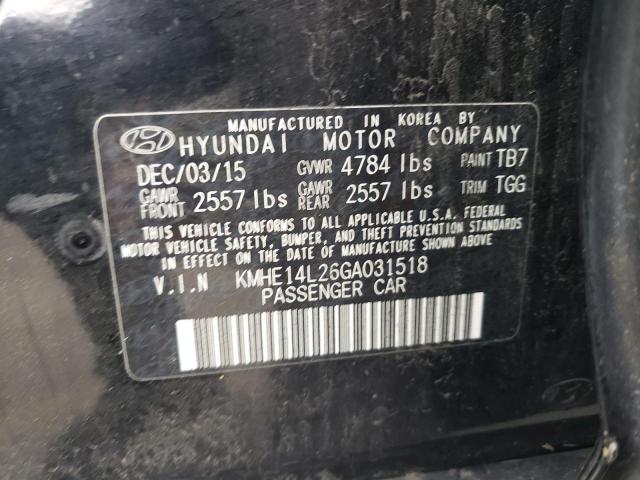 MANUFACTURED IN KOREA BY
HYUNDAI MOTOR COMPANY
DEC/03/15 GVWR 4784 lbs PAINT TB7
GAWR FRONT 2557 lbs GAWR REAR 2557 lbs TRIM TGG
THIS VEHICLE CONFORMS TO ALL APPLICABLE U.S.A. FEDERAL
MOTOR VEHICLE SAFETY, BUMPER, AND THEFT PREVENTION STANDARDS
IN EFFECT ON THE DATE OF MANUFACTURE SHOWN ABOVE
V.I.N KMHE14L26GA031518
PASSENGER CAR